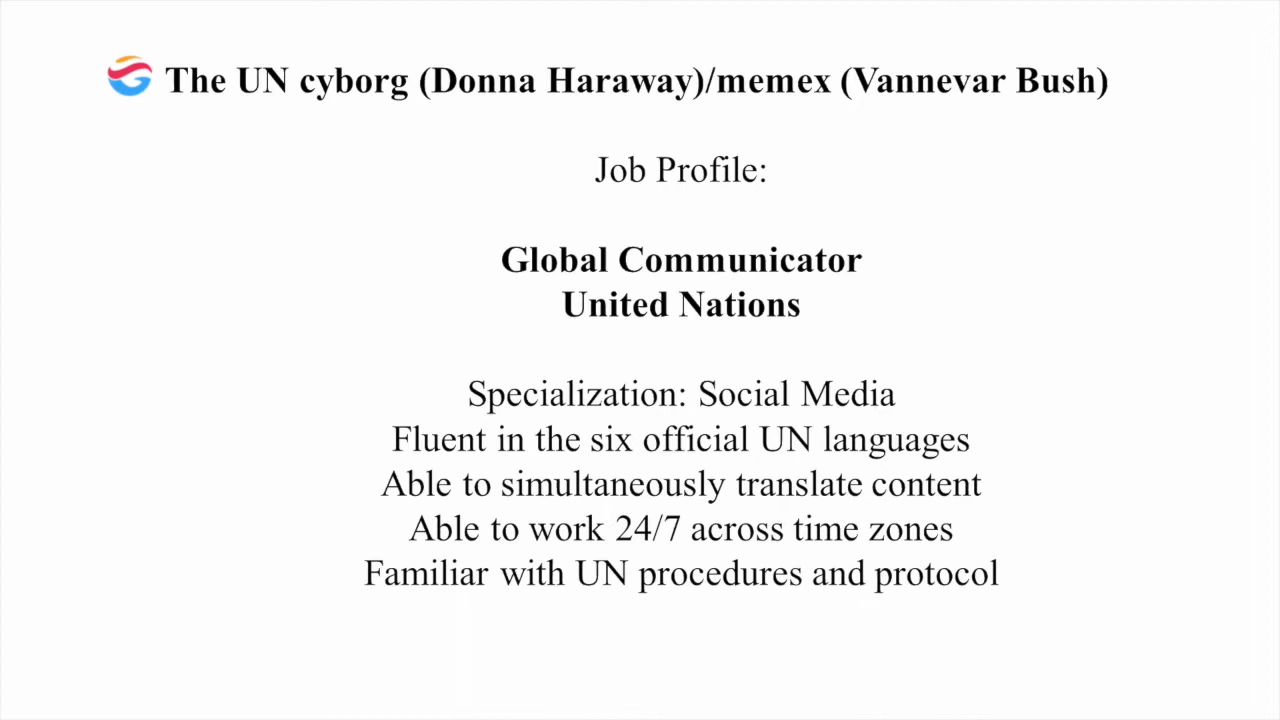 The UN cyborg (Donna Haraway)/memex (Vannevar Bush)
Job Profile:
Global Communicator
United Nations
Specialization: Social Media
Fluent in the six official UN languages
Able to simultaneously translate content
Able to work 24/7 across time zones
Familiar with UN procedures and protocol